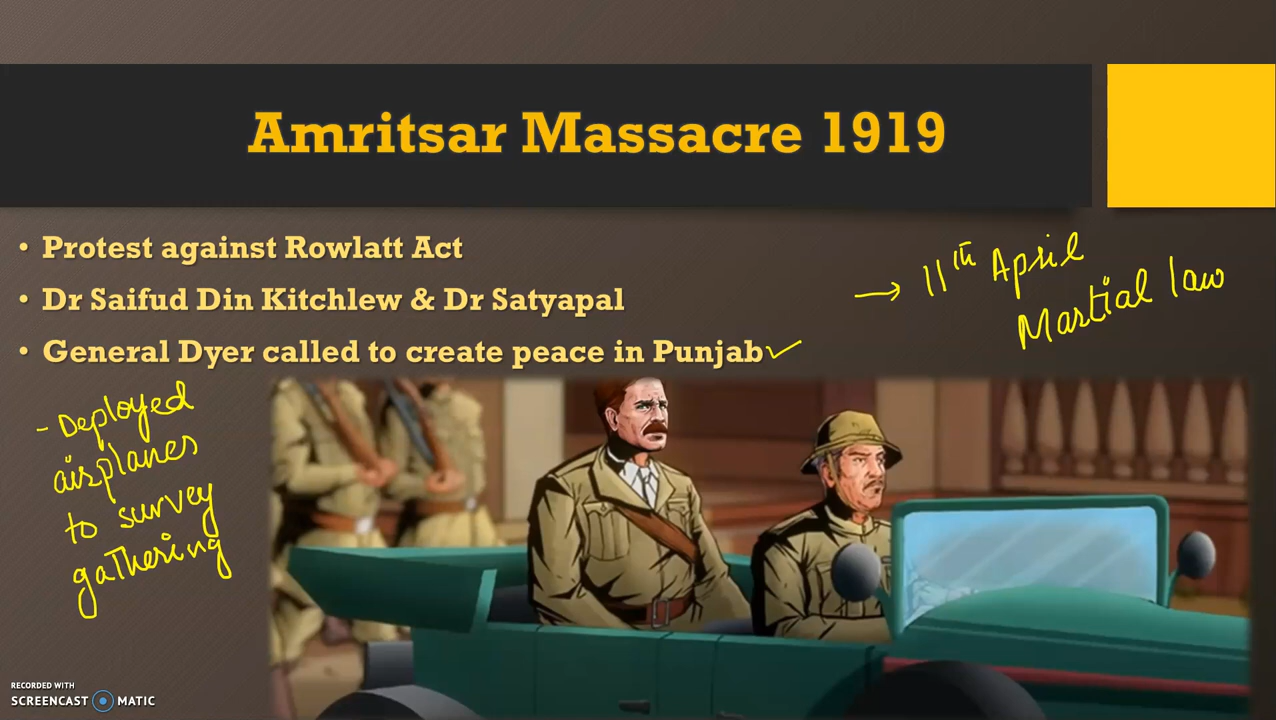 Amritsar Massacre 1919
• Protest against Rowlatt Act
• Dr Saifud Din Kitchlew & Dr Satyapal
• General Dyer called to create peace in Punjab
→ 11th April
Martial law
- Deployed
airplanes
to survey
gathering
RECORDED WITH
SCREENCAST MATIC